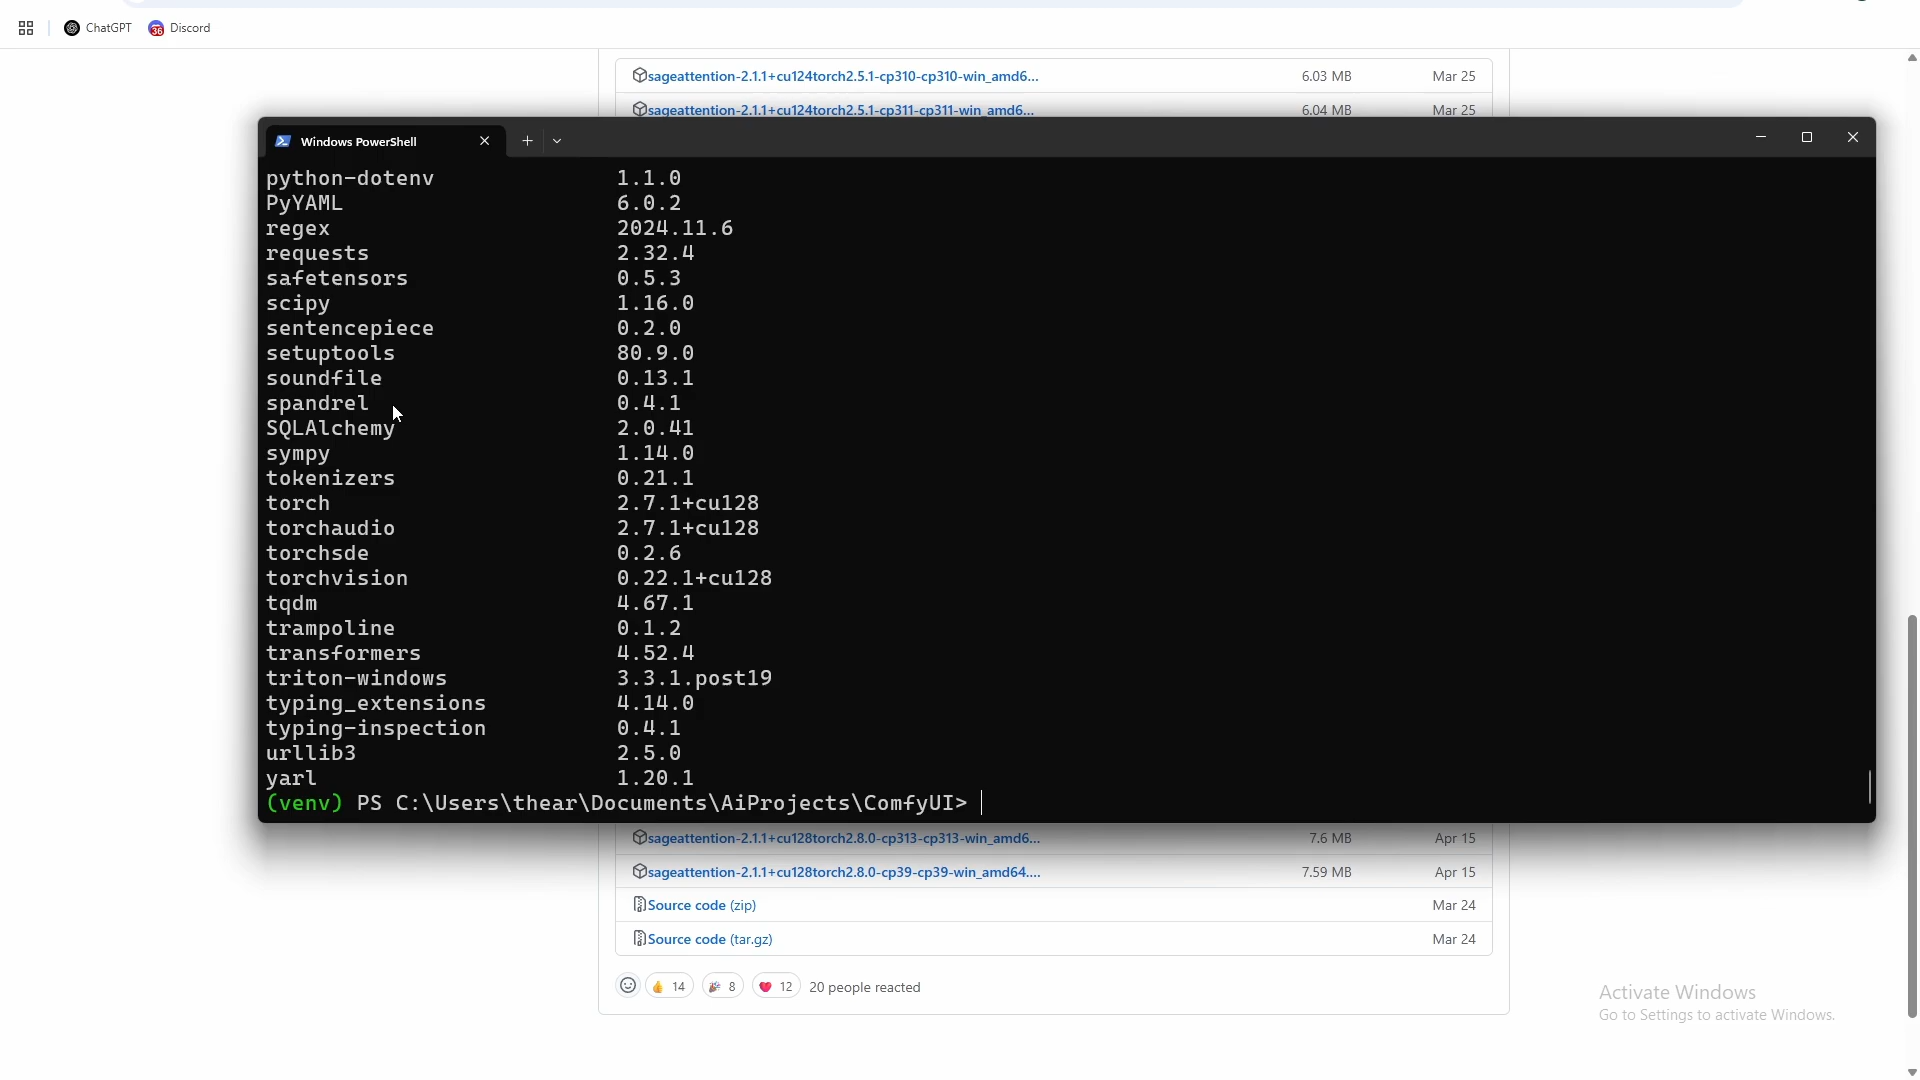 ChatGPT
Discord
sageattention-2.1.1+cu124torch2.5.1-cp310-cp310-win_amd6... 6.03 MB Mar 25
sageattention-2.1.1+cu124torch2.5.1-cp311-cp311-win_amd6... 6.04 MB Mar 25
Windows PowerShell
python-dotenv 1.1.0
PyYAML 6.0.2
regex 2024.11.6
requests 2.32.4
safetensors 0.5.3
scipy 1.16.0
sentencepiece 0.2.0
setuptools 80.9.0
soundfile 0.13.1
spandrel 0.4.1
SQLAlchemy 2.0.41
sympy 1.14.0
tokenizers 0.21.1
torch 2.7.1+cu128
torchaudio 2.7.1+cu128
torchsde 0.2.6
torchvision 0.22.1+cu128
tqdm 4.67.1
trampoline 0.1.2
transformers 4.52.4
triton-windows 3.3.1.post19
typing_extensions 4.14.0
typing-inspection 0.4.1
urllib3 2.5.0
yarl 1.20.1
(venv) PS C:\Users\thear\Documents\AiProjects\ComfyUI>
sageattention-2.1.1+cu128torch2.8.0-cp313-cp313-win_amd6... 7.6 MB Apr 15
sageattention-2.1.1+cu128torch2.8.0-cp39-cp39-win_amd64.... 7.59 MB Apr 15
Source code (zip) Mar 24
Source code (tar.gz) Mar 24
14 8 12 20 people reacted
Activate Windows
Go to Settings to activate Windows.